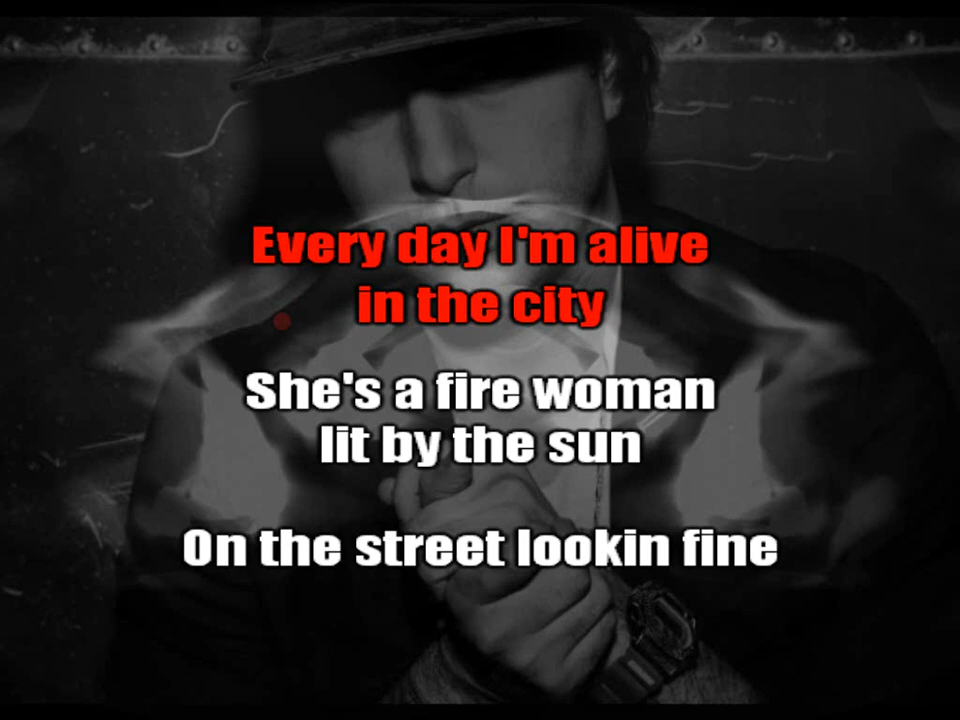 Every day I'm alive
in the city
She's a fire woman
lit by the sun
On the street lookin fine